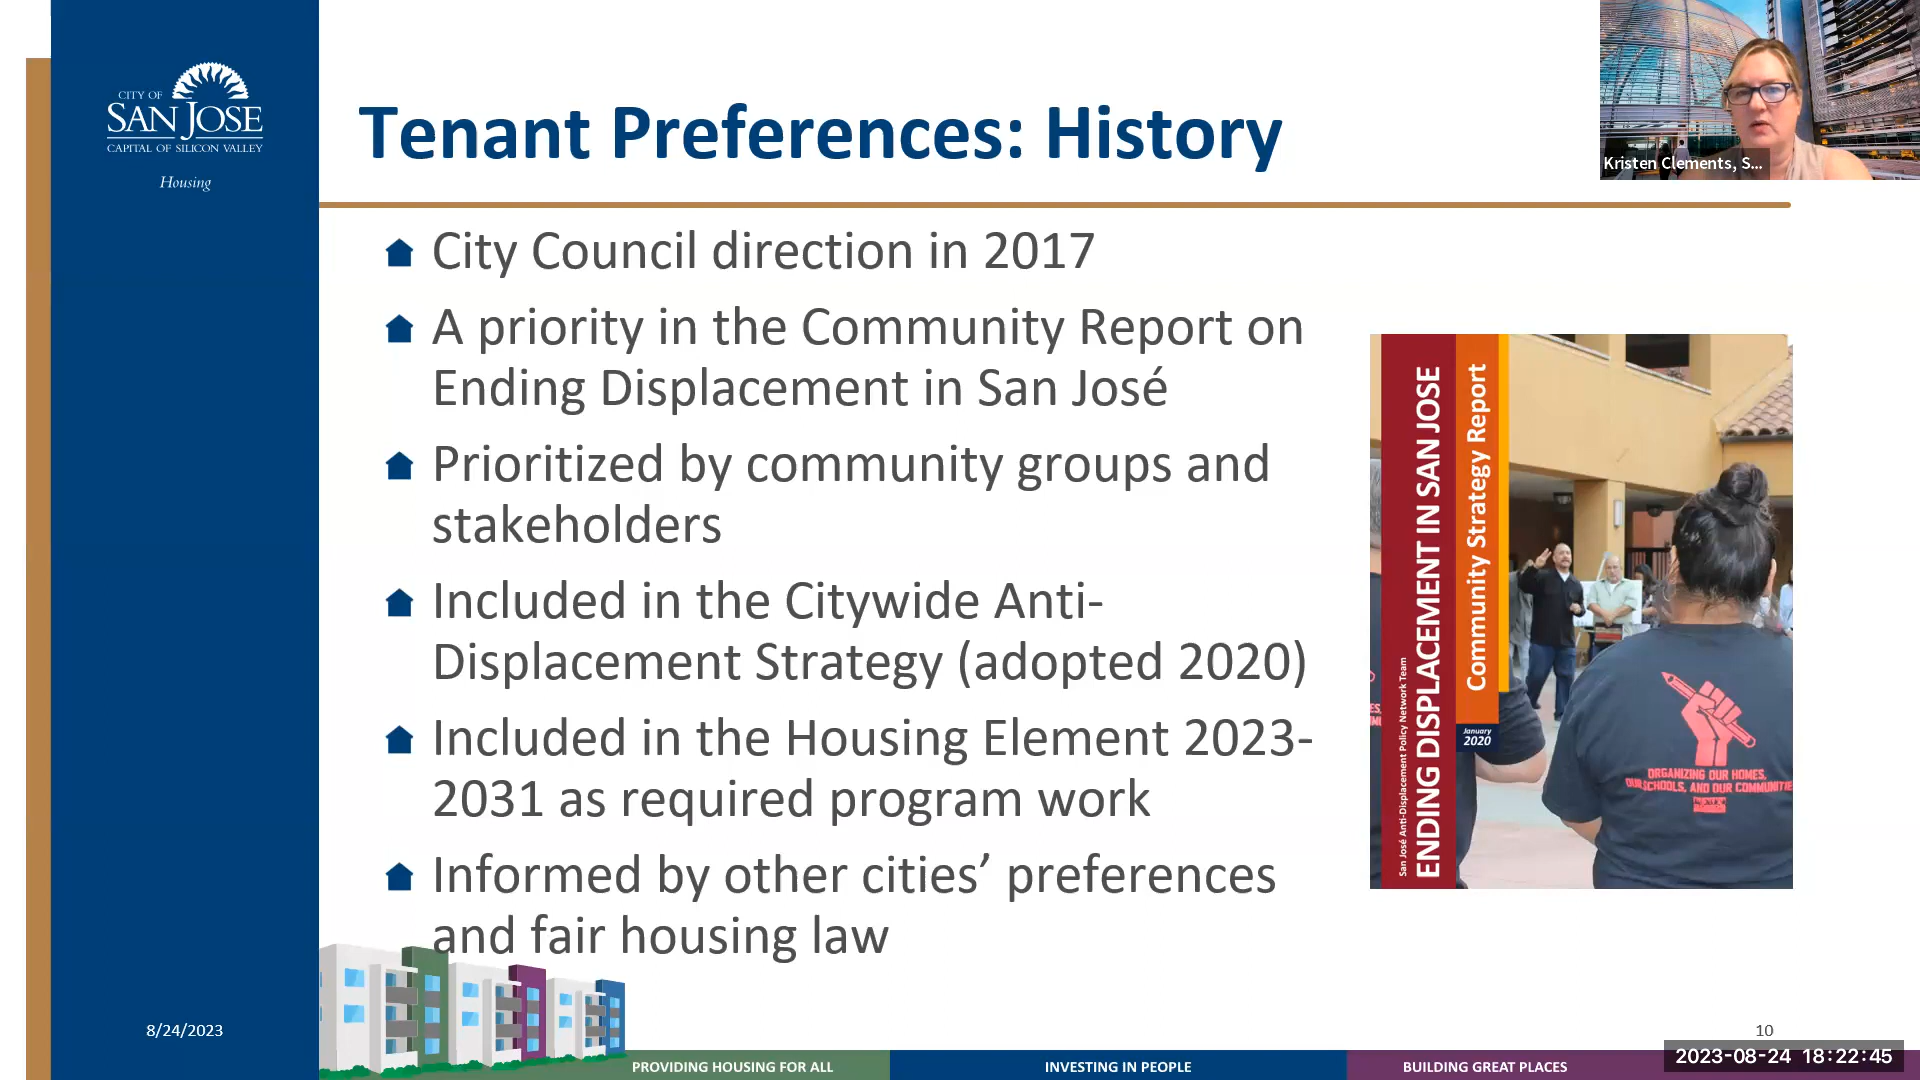 CITY OF
SAN JOSE
CAPITAL OF SILICON VALLEY
Housing
Tenant Preferences: History
Kristen Clements, S...
City Council direction in 2017
A priority in the Community Report on
Ending Displacement in San José
Prioritized by community groups and
stakeholders
Included in the Citywide Anti-
Displacement Strategy (adopted 2020)
Included in the Housing Element 2023-
2031 as required program work
Informed by other cities’ preferences
and fair housing law
San José Anti-Displacement Policy Network Team
ENDING DISPLACEMENT IN SAN JOSE
Community Strategy Report
January
2020
ORGANIZING OUR HOMES,
OUR SCHOOLS, AND OUR COMMUNITIE
8/24/2023
10
PROVIDING HOUSING FOR ALL
INVESTING IN PEOPLE
BUILDING GREAT PLACES
2023-08-24 18:22:45